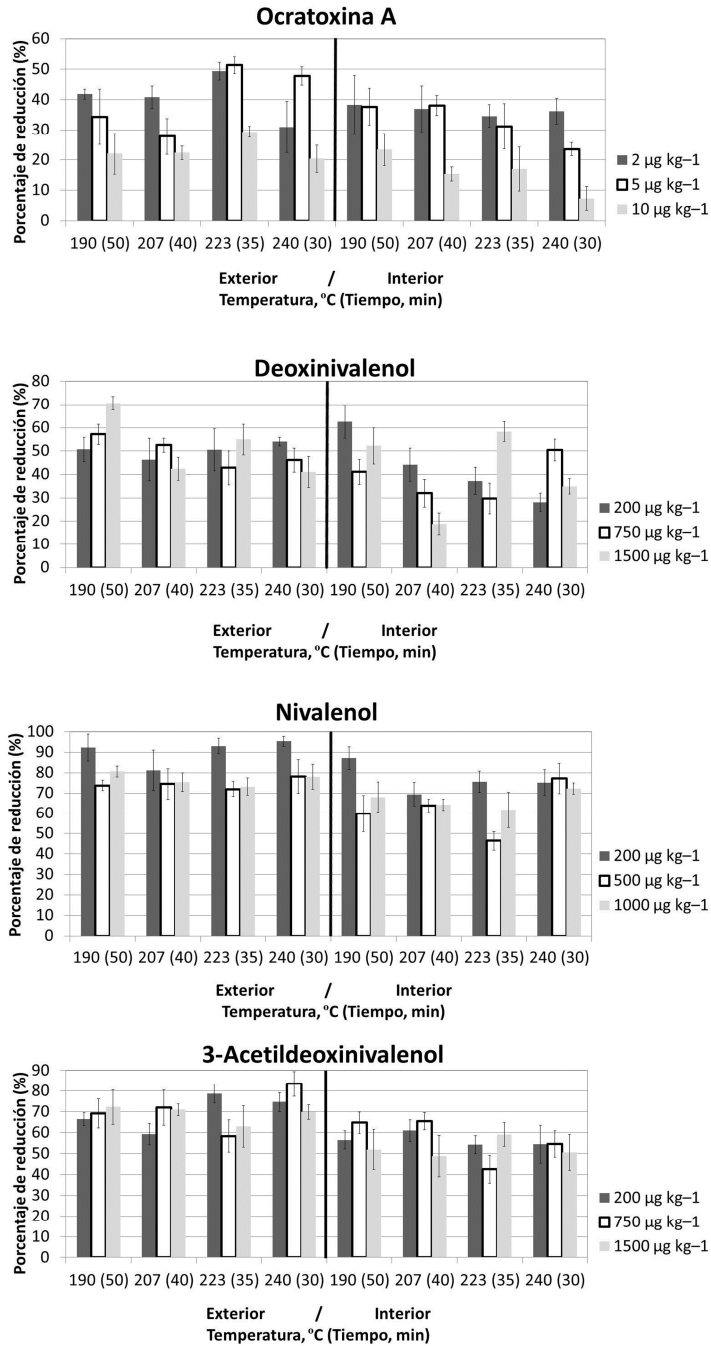 Ocratoxina A
Porcentaje de reducción (%)
60
50
40
30
20
10
0
190 (50) 207 (40) 223 (35) 240 (30) 190 (50) 207 (40) 223 (35) 240 (30)
2 µg kg–1
5 µg kg–1
10 µg kg–1
Exterior / Interior
Temperatura, ºC (Tiempo, min)
Deoxinivalenol
Porcentaje de reducción (%)
80
70
60
50
40
30
20
10
0
190 (50) 207 (40) 223 (35) 240 (30) 190 (50) 207 (40) 223 (35) 240 (30)
200 µg kg–1
750 µg kg–1
1500 µg kg–1
Exterior / Interior
Temperatura, ºC (Tiempo, min)
Nivalenol
Porcentaje de reducción (%)
100
90
80
70
60
50
40
30
20
10
0
190 (50) 207 (40) 223 (35) 240 (30) 190 (50) 207 (40) 223 (35) 240 (30)
200 µg kg–1
500 µg kg–1
1000 µg kg–1
Exterior / Interior
Temperatura, ºC (Tiempo, min)
3-Acetildeoxinivalenol
Porcentaje de reducción (%)
90
80
70
60
50
40
30
20
10
0
190 (50) 207 (40) 223 (35) 240 (30) 190 (50) 207 (40) 223 (35) 240 (30)
200 µg kg–1
750 µg kg–1
1500 µg kg–1
Exterior / Interior
Temperatura, ºC (Tiempo, min)